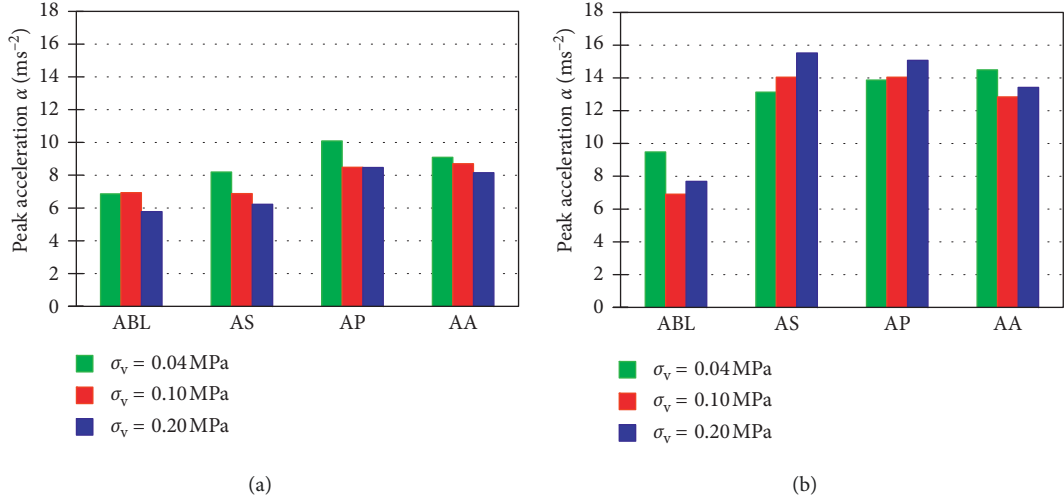 Peak acceleration α (ms⁻²)
18
16
14
12
10
8
6
4
2
0
ABL AS AP AA
σᵥ = 0.04 MPa
σᵥ = 0.10 MPa
σᵥ = 0.20 MPa
(a)
Peak acceleration α (ms⁻²)
18
16
14
12
10
8
6
4
2
0
ABL AS AP AA
σᵥ = 0.04 MPa
σᵥ = 0.10 MPa
σᵥ = 0.20 MPa
(b)